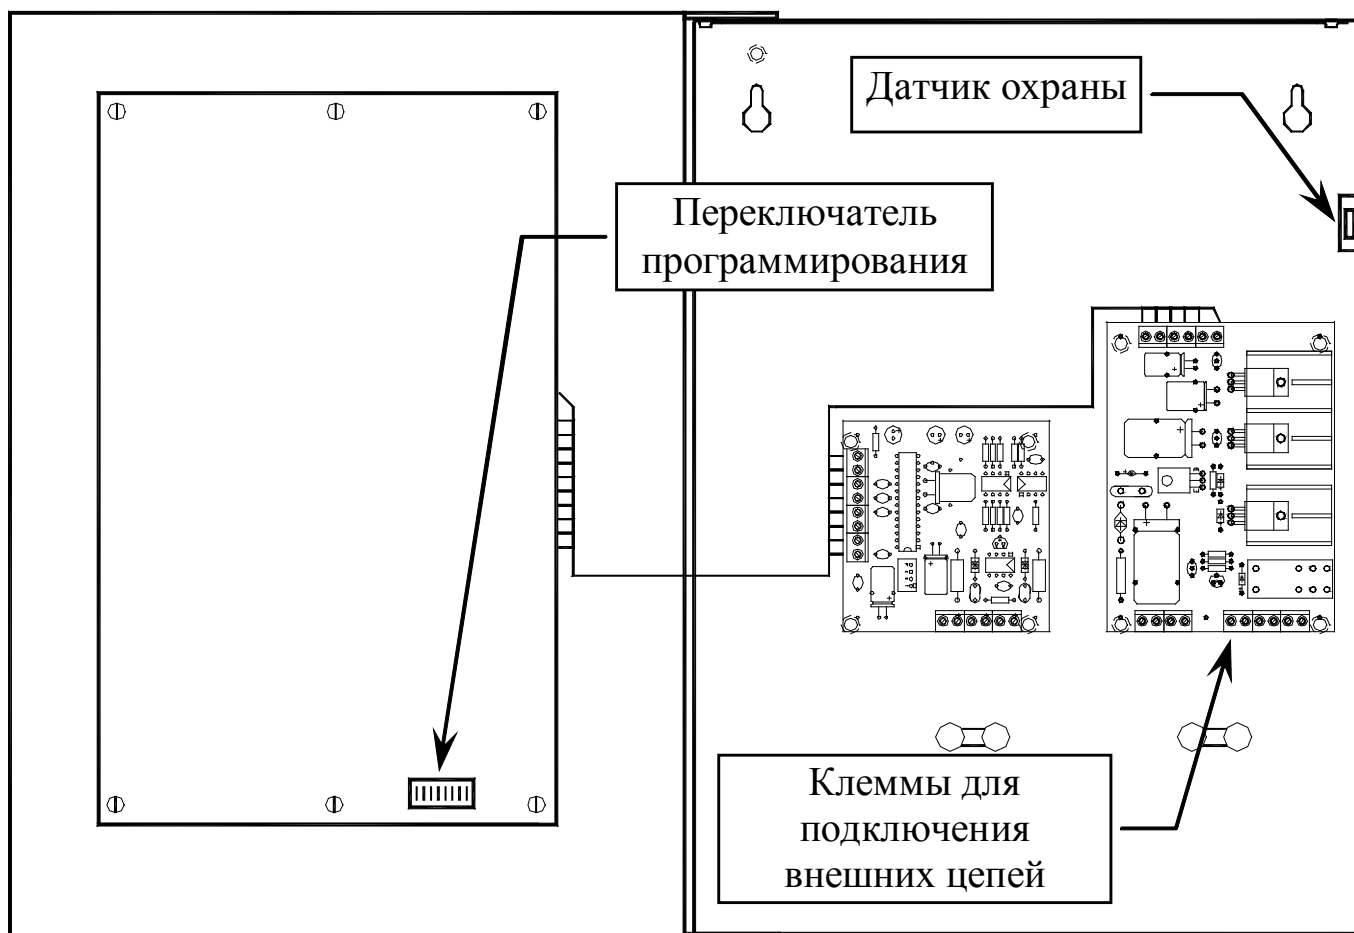 Датчик охраны
Переключатель
программирования
Клеммы для
подключения
внешних цепей